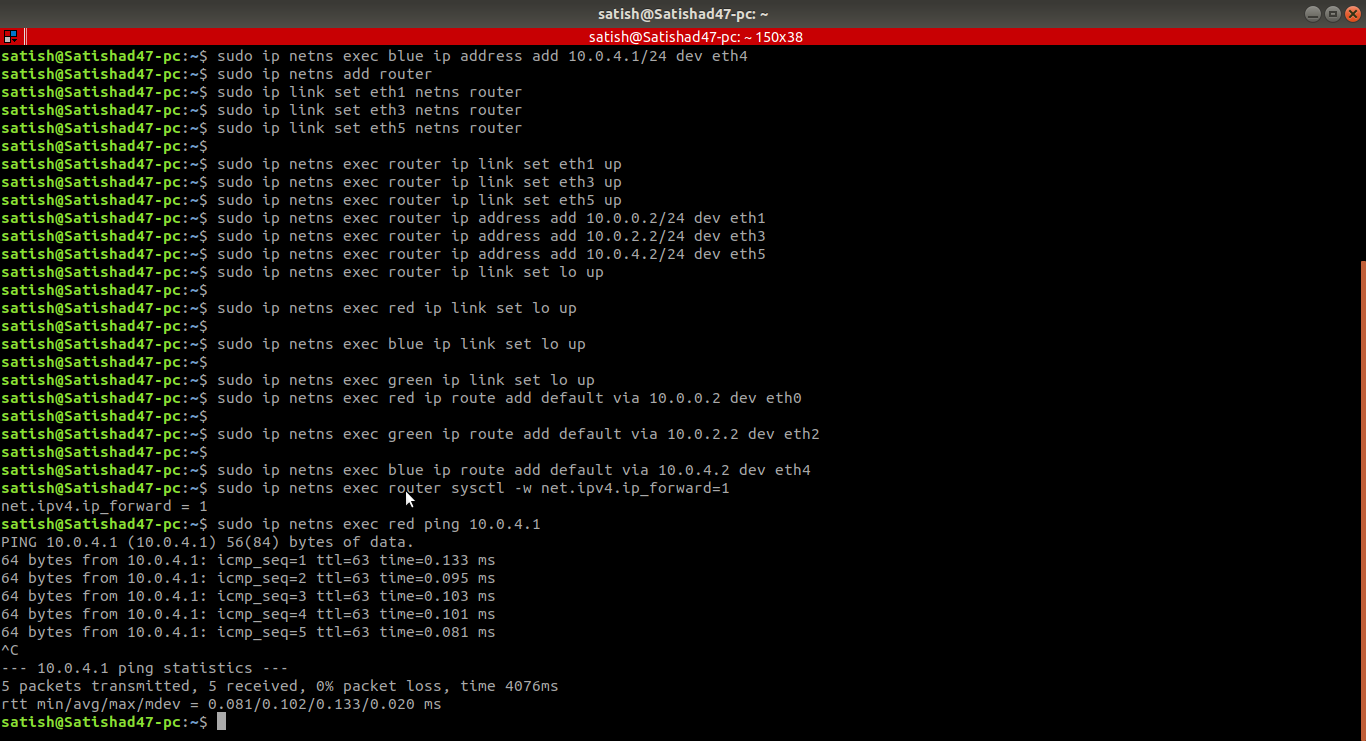 satish@Satishad47-pc: ~
satish@Satishad47-pc: ~ 150x38
satish@Satishad47-pc:~$ sudo ip netns exec blue ip address add 10.0.4.1/24 dev eth4
satish@Satishad47-pc:~$ sudo ip netns add router
satish@Satishad47-pc:~$ sudo ip link set eth1 netns router
satish@Satishad47-pc:~$ sudo ip link set eth3 netns router
satish@Satishad47-pc:~$ sudo ip link set eth5 netns router
satish@Satishad47-pc:~$
satish@Satishad47-pc:~$ sudo ip netns exec router ip link set eth1 up
satish@Satishad47-pc:~$ sudo ip netns exec router ip link set eth3 up
satish@Satishad47-pc:~$ sudo ip netns exec router ip link set eth5 up
satish@Satishad47-pc:~$ sudo ip netns exec router ip address add 10.0.0.2/24 dev eth1
satish@Satishad47-pc:~$ sudo ip netns exec router ip address add 10.0.2.2/24 dev eth3
satish@Satishad47-pc:~$ sudo ip netns exec router ip address add 10.0.4.2/24 dev eth5
satish@Satishad47-pc:~$ sudo ip netns exec router ip link set lo up
satish@Satishad47-pc:~$
satish@Satishad47-pc:~$ sudo ip netns exec red ip link set lo up
satish@Satishad47-pc:~$
satish@Satishad47-pc:~$ sudo ip netns exec blue ip link set lo up
satish@Satishad47-pc:~$
satish@Satishad47-pc:~$ sudo ip netns exec green ip link set lo up
satish@Satishad47-pc:~$ sudo ip netns exec red ip route add default via 10.0.0.2 dev eth0
satish@Satishad47-pc:~$
satish@Satishad47-pc:~$ sudo ip netns exec green ip route add default via 10.0.2.2 dev eth2
satish@Satishad47-pc:~$
satish@Satishad47-pc:~$ sudo ip netns exec blue ip route add default via 10.0.4.2 dev eth4
satish@Satishad47-pc:~$ sudo ip netns exec router sysctl -w net.ipv4.ip_forward=1
net.ipv4.ip_forward = 1
satish@Satishad47-pc:~$ sudo ip netns exec red ping 10.0.4.1
PING 10.0.4.1 (10.0.4.1) 56(84) bytes of data.
64 bytes from 10.0.4.1: icmp_seq=1 ttl=63 time=0.133 ms
64 bytes from 10.0.4.1: icmp_seq=2 ttl=63 time=0.095 ms
64 bytes from 10.0.4.1: icmp_seq=3 ttl=63 time=0.103 ms
64 bytes from 10.0.4.1: icmp_seq=4 ttl=63 time=0.101 ms
64 bytes from 10.0.4.1: icmp_seq=5 ttl=63 time=0.081 ms
^C
--- 10.0.4.1 ping statistics ---
5 packets transmitted, 5 received, 0% packet loss, time 4076ms
rtt min/avg/max/mdev = 0.081/0.102/0.133/0.020 ms
satish@Satishad47-pc:~$